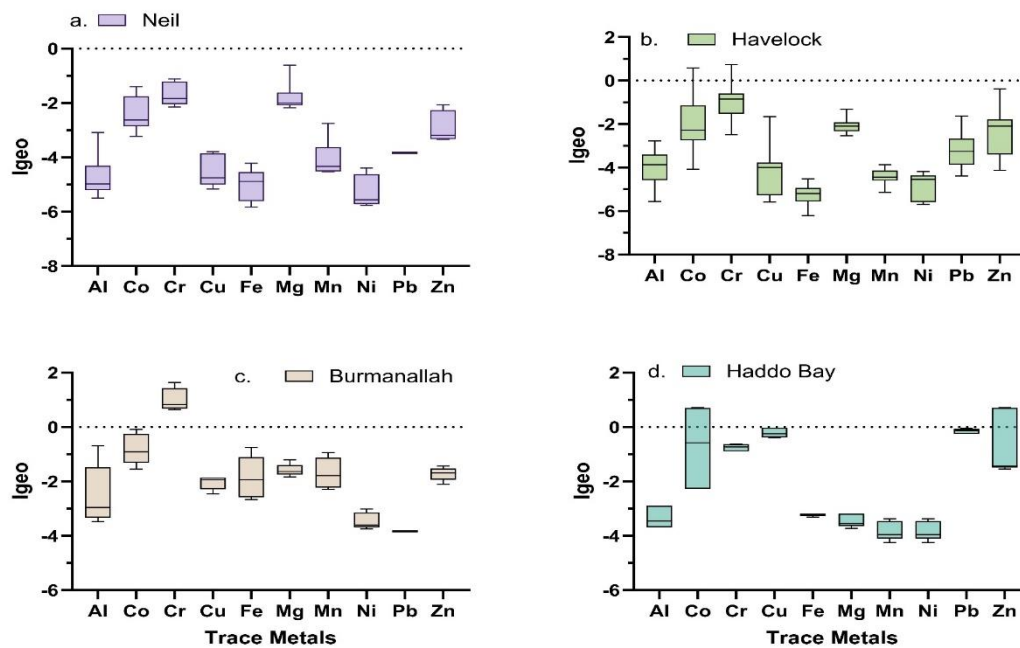 a. Neil
Igeo
0
-2
-4
-6
-8
Al Co Cr Cu Fe Mg Mn Ni Pb Zn
b. Havelock
Igeo
2
0
-2
-4
-6
-8
Al Co Cr Cu Fe Mg Mn Ni Pb Zn
c. Burmanallah
Igeo
2
0
-2
-4
-6
Al Co Cr Cu Fe Mg Mn Ni Pb Zn
Trace Metals
d. Haddo Bay
Igeo
2
0
-2
-4
-6
Al Co Cr Cu Fe Mg Mn Ni Pb Zn
Trace Metals